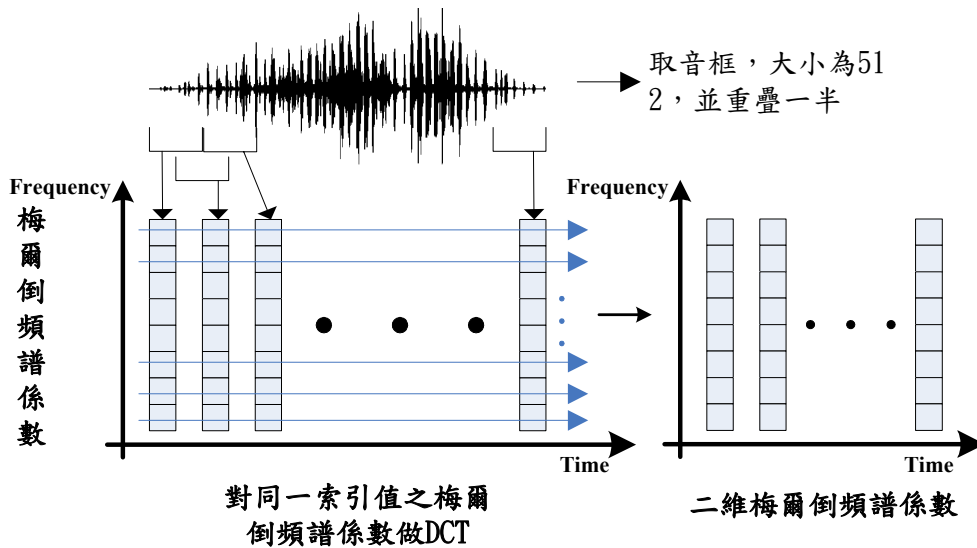 取音框，大小為51
2，並重疊一半
Frequency
梅爾倒頻譜係數
Time
對同一索引值之梅爾
倒頻譜係數做DCT
Frequency
Time
二維梅爾倒頻譜係數